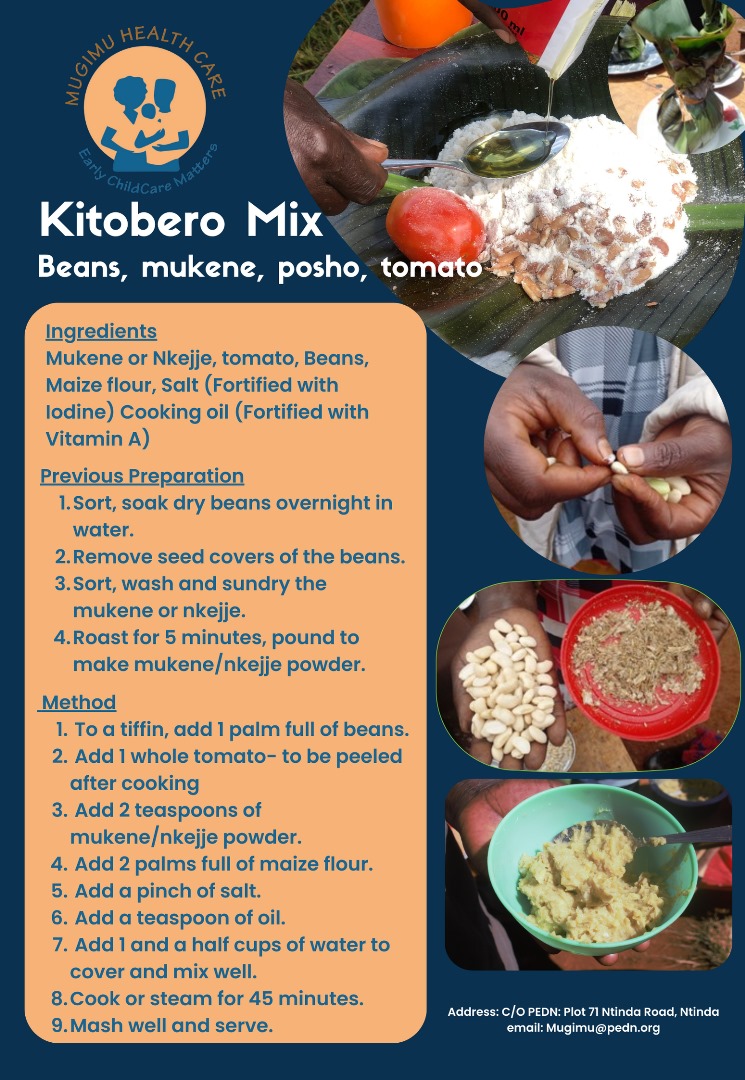 MUGIMU HEALTH CARE
Early ChildCare Matters
00 ml
Kitobero Mix
Beans, mukene, posho, tomato
Ingredients
Mukene or Nkejje, tomato, Beans,
Maize flour, Salt (Fortified with
Iodine) Cooking oil (Fortified with
Vitamin A)
Previous Preparation
1. Sort, soak dry beans overnight in
water.
2. Remove seed covers of the beans.
3. Sort, wash and sundry the
mukene or nkejje.
4. Roast for 5 minutes, pound to
make mukene/nkejje powder.
Method
1. To a tiffin, add 1 palm full of beans.
2. Add 1 whole tomato- to be peeled
after cooking
3. Add 2 teaspoons of
mukene/nkejje powder.
4. Add 2 palms full of maize flour.
5. Add a pinch of salt.
6. Add a teaspoon of oil.
7. Add 1 and a half cups of water to
cover and mix well.
8. Cook or steam for 45 minutes.
9. Mash well and serve.
Address: C/O PEDN: Plot 71 Ntinda Road, Ntinda
email: Mugimu@pedn.org